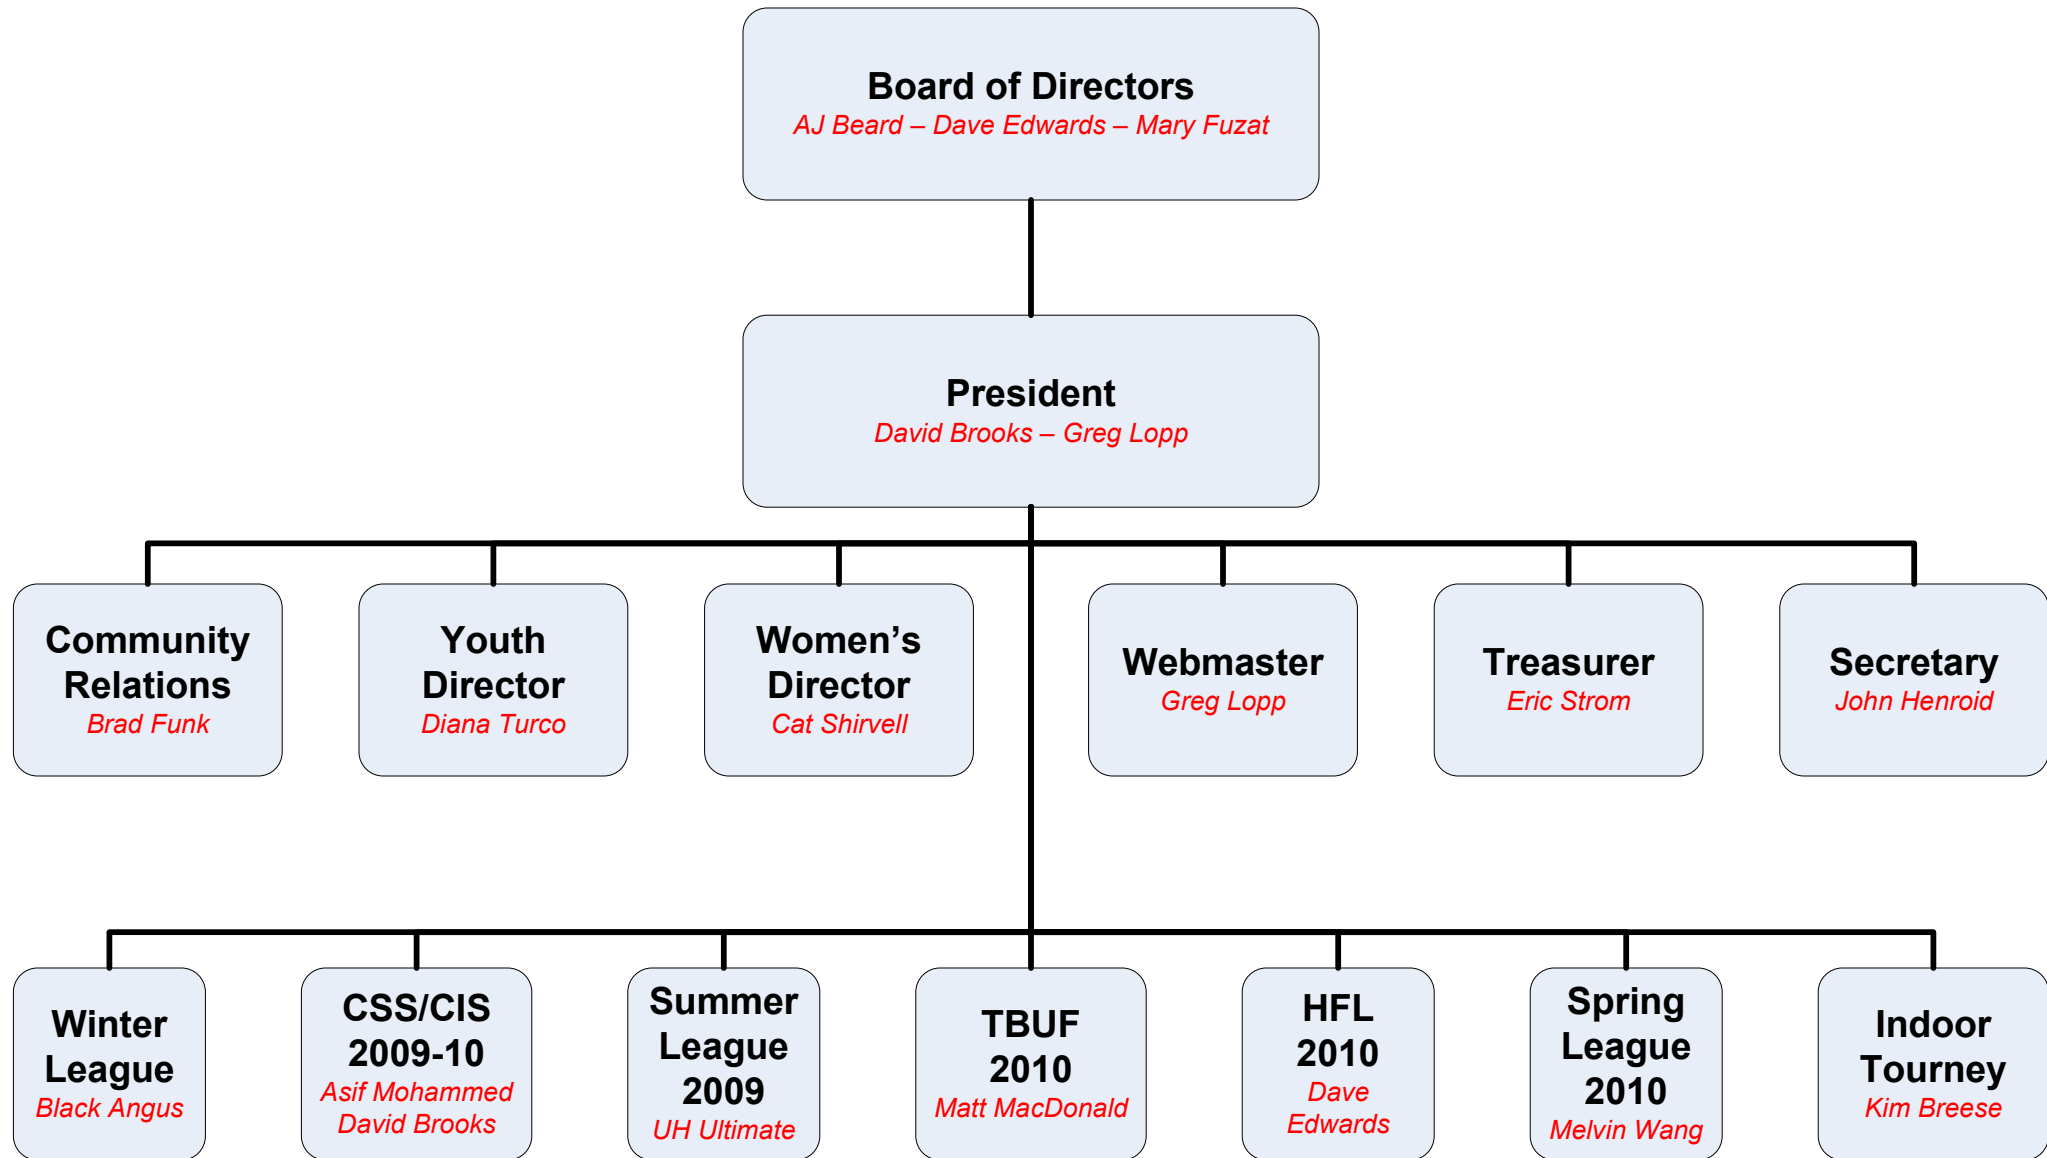 Board of Directors
AJ Beard – Dave Edwards – Mary Fuzat
President
David Brooks – Greg Lopp
Community
Relations
Brad Funk
Youth
Director
Diana Turco
Women's
Director
Cat Shirvell
Webmaster
Greg Lopp
Treasurer
Eric Strom
Secretary
John Henroid
Winter
League
Black Angus
CSS/CIS
2009-10
Asif Mohammed
David Brooks
Summer
League
2009
UH Ultimate
TBUF
2010
Matt MacDonald
HFL
2010
Dave
Edwards
Spring
League
2010
Melvin Wang
Indoor
Tourney
Kim Breese